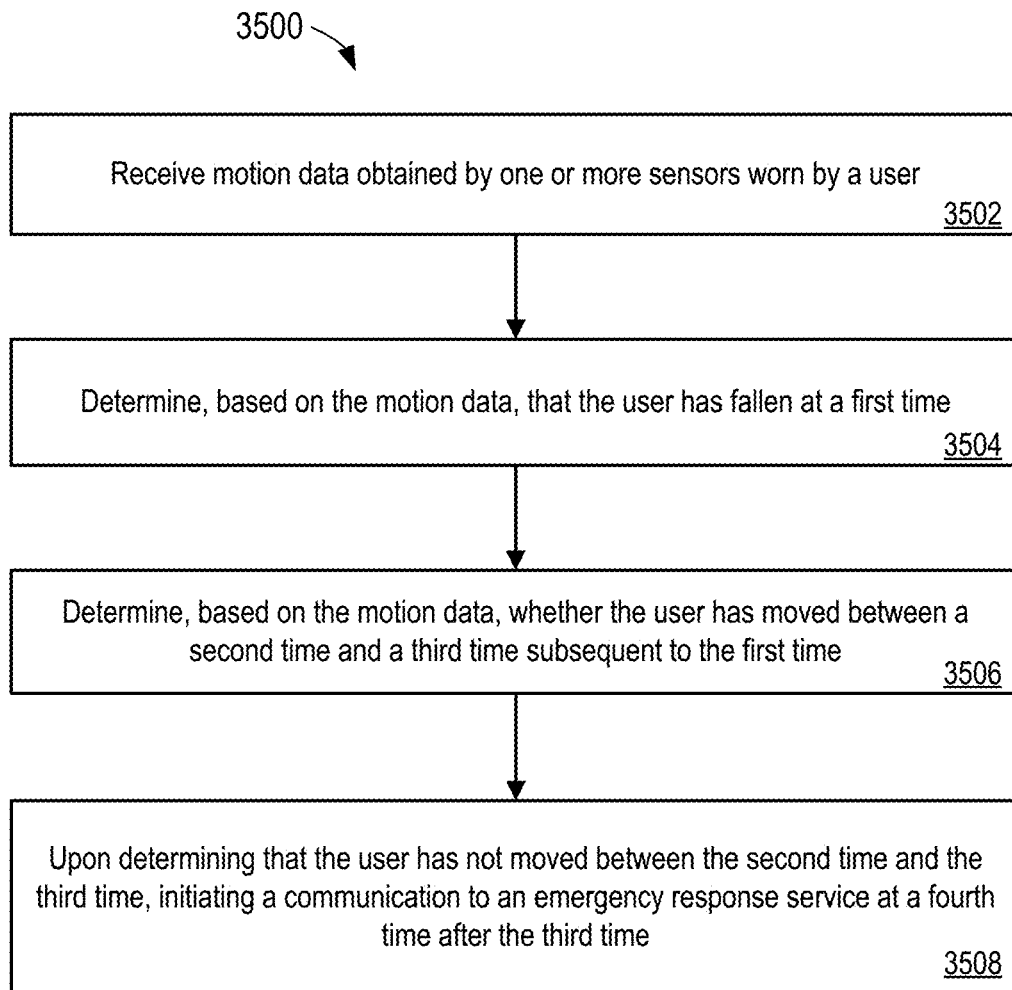 3500
Receive motion data obtained by one or more sensors worn by a user
3502
Determine, based on the motion data, that the user has fallen at a first time
3504
Determine, based on the motion data, whether the user has moved between a
second time and a third time subsequent to the first time
3506
Upon determining that the user has not moved between the second time and the
third time, initiating a communication to an emergency response service at a fourth
time after the third time
3508